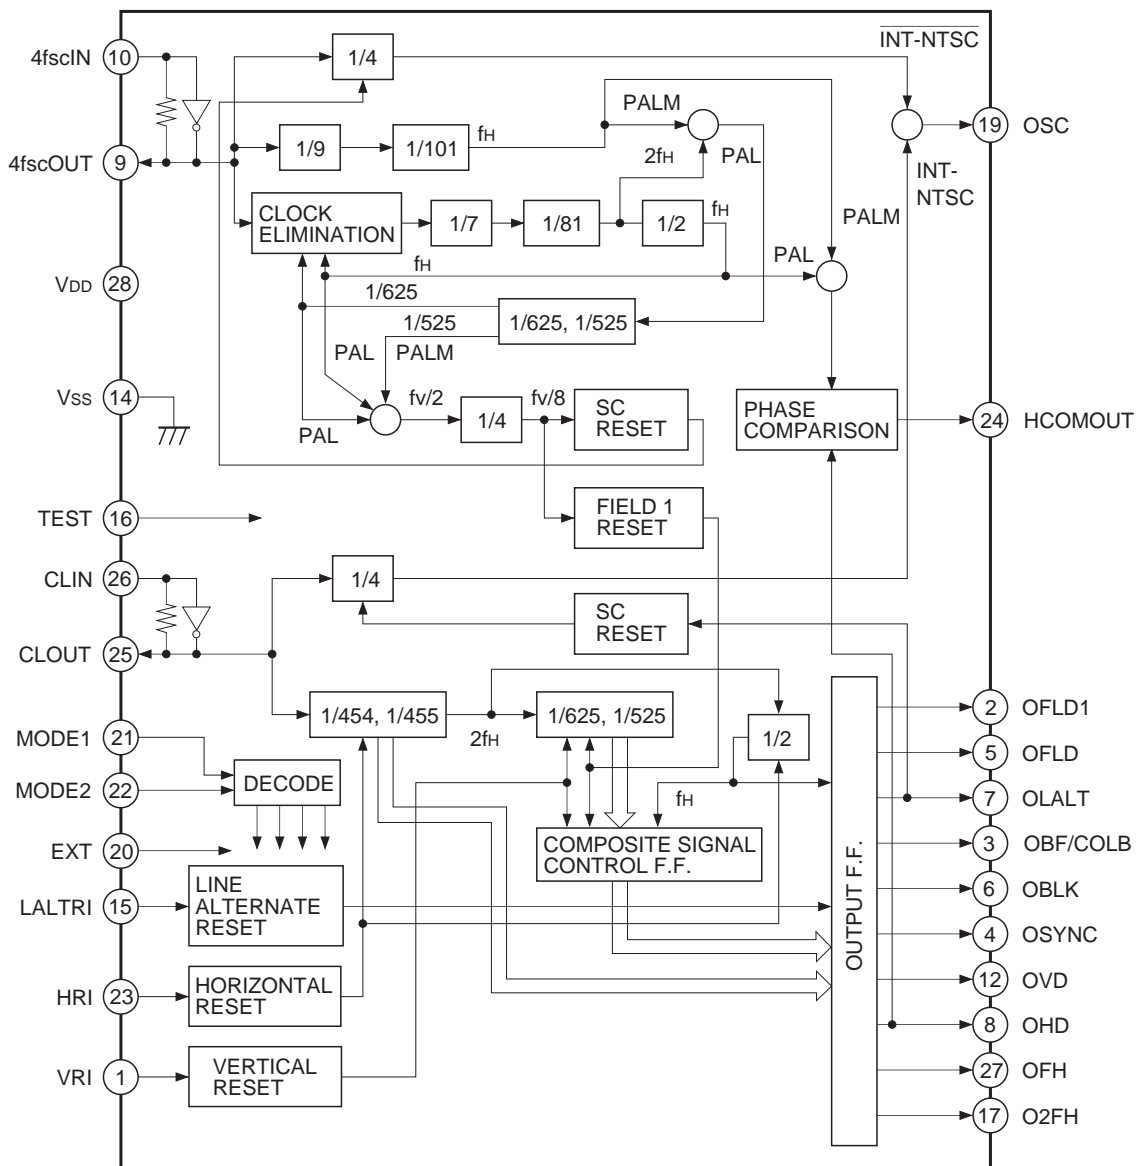 INT-NTSC
4fscIN 10
1/4
PALM
19 OSC
1/9
1/101
fH
2fH
PAL
INT-
NTSC
4fscOUT 9
CLOCK
ELIMINATION
1/7
1/81
1/2
fH
PALM
PAL
fH
VDD 28
1/625
1/525
1/625, 1/525
PAL
PALM
VSS 14
fv/2
1/4
fv/8
SC
RESET
PHASE
COMPARISON
24 HCOMOUT
PAL
FIELD 1
RESET
TEST 16
CLIN 26
1/4
SC
RESET
CLOUT 25
1/454, 1/455
2fH
1/625, 1/525
1/2
2 OFLD1
MODE1 21
5 OFLD
MODE2 22
DECODE
fH
7 OLALT
EXT 20
COMPOSITE SIGNAL
CONTROL F.F.
3 OBF/COLB
LALTRI 15
LINE
ALTERNATE
RESET
OUTPUT F.F.
6 OBLK
4 OSYNC
HRI 23
HORIZONTAL
RESET
12 OVD
8 OHD
VRI 1
VERTICAL
RESET
27 OFH
17 O2FH